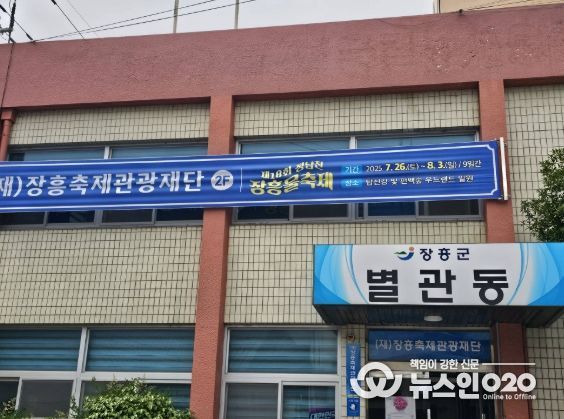 재)장흥축제관광재단 2F
제18회 정남진
장흥물축제
기간 2025. 7. 26.(토) ~ 8. 3.(일) / 9일간
장소 탐진강 및 편백숲 우드랜드 일원
장흥군
별관동
(재)장흥축제관광재단
책임이 강한 신문
뉴스인020
Online to Offline